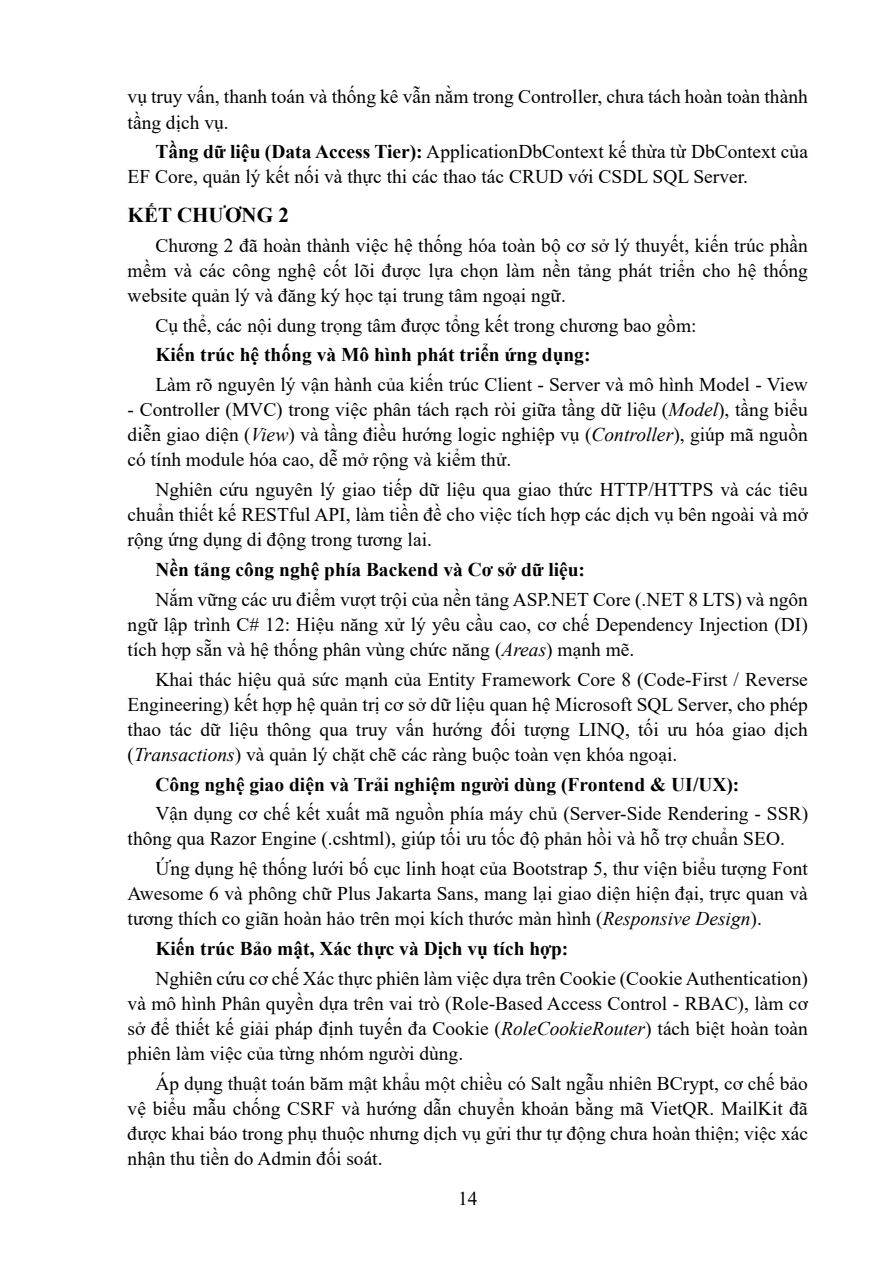 vụ truy vấn, thanh toán và thống kê vẫn nằm trong Controller, chưa tách hoàn toàn thành
tầng dịch vụ.
Tầng dữ liệu (Data Access Tier): ApplicationDbContext kế thừa từ DbContext của
EF Core, quản lý kết nối và thực thi các thao tác CRUD với CSDL SQL Server.
KẾT CHƯƠNG 2
Chương 2 đã hoàn thành việc hệ thống hóa toàn bộ cơ sở lý thuyết, kiến trúc phần
mềm và các công nghệ cốt lõi được lựa chọn làm nền tảng phát triển cho hệ thống
website quản lý và đăng ký học tại trung tâm ngoại ngữ.
Cụ thể, các nội dung trọng tâm được tổng kết trong chương bao gồm:
Kiến trúc hệ thống và Mô hình phát triển ứng dụng:
Làm rõ nguyên lý vận hành của kiến trúc Client - Server và mô hình Model - View
- Controller (MVC) trong việc phân tách rạch ròi giữa tầng dữ liệu (Model), tầng biểu
diễn giao diện (View) và tầng điều hướng logic nghiệp vụ (Controller), giúp mã nguồn
có tính module hóa cao, dễ mở rộng và kiểm thử.
Nghiên cứu nguyên lý giao tiếp dữ liệu qua giao thức HTTP/HTTPS và các tiêu
chuẩn thiết kế RESTful API, làm tiền đề cho việc tích hợp các dịch vụ bên ngoài và mở
rộng ứng dụng di động trong tương lai.
Nền tảng công nghệ phía Backend và Cơ sở dữ liệu:
Nắm vững các ưu điểm vượt trội của nền tảng ASP.NET Core (.NET 8 LTS) và ngôn
ngữ lập trình C# 12: Hiệu năng xử lý yêu cầu cao, cơ chế Dependency Injection (DI)
tích hợp sẵn và hệ thống phân vùng chức năng (Areas) mạnh mẽ.
Khai thác hiệu quả sức mạnh của Entity Framework Core 8 (Code-First / Reverse
Engineering) kết hợp hệ quản trị cơ sở dữ liệu quan hệ Microsoft SQL Server, cho phép
thao tác dữ liệu thông qua truy vấn hướng đối tượng LINQ, tối ưu hóa giao dịch
(Transactions) và quản lý chặt chẽ các ràng buộc toàn vẹn khóa ngoại.
Công nghệ giao diện và Trải nghiệm người dùng (Frontend & UI/UX):
Vận dụng cơ chế kết xuất mã nguồn phía máy chủ (Server-Side Rendering - SSR)
thông qua Razor Engine (.cshtml), giúp tối ưu tốc độ phản hồi và hỗ trợ chuẩn SEO.
Ứng dụng hệ thống lưới bố cục linh hoạt của Bootstrap 5, thư viện biểu tượng Font
Awesome 6 và phông chữ Plus Jakarta Sans, mang lại giao diện hiện đại, trực quan và
tương thích co giãn hoàn hảo trên mọi kích thước màn hình (Responsive Design).
Kiến trúc Bảo mật, Xác thực và Dịch vụ tích hợp:
Nghiên cứu cơ chế Xác thực phiên làm việc dựa trên Cookie (Cookie Authentication)
và mô hình Phân quyền dựa trên vai trò (Role-Based Access Control - RBAC), làm cơ
sở để thiết kế giải pháp định tuyến đa Cookie (RoleCookieRouter) tách biệt hoàn toàn
phiên làm việc của từng nhóm người dùng.
Áp dụng thuật toán băm mật khẩu một chiều có Salt ngẫu nhiên BCrypt, cơ chế bảo
vệ biểu mẫu chống CSRF và hướng dẫn chuyển khoản bằng mã VietQR. MailKit đã
được khai báo trong phụ thuộc nhưng dịch vụ gửi thư tự động chưa hoàn thiện; việc xác
nhận thu tiền do Admin đối soát.
14